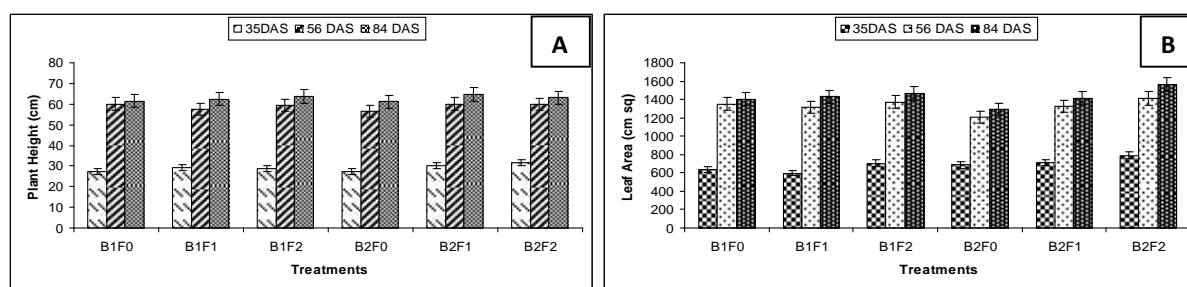 35DAS 56 DAS 84 DAS
A
Plant Height (cm)
80
70
60
50
40
30
20
10
0
B1F0 B1F1 B1F2 B2F0 B2F1 B2F2
Treatments
35DAS 56 DAS 84 DAS
B
Leaf Area (cm sq)
1800
1600
1400
1200
1000
800
600
400
200
0
B1F0 B1F1 B1F2 B2F0 B2F1 B2F2
Treatments